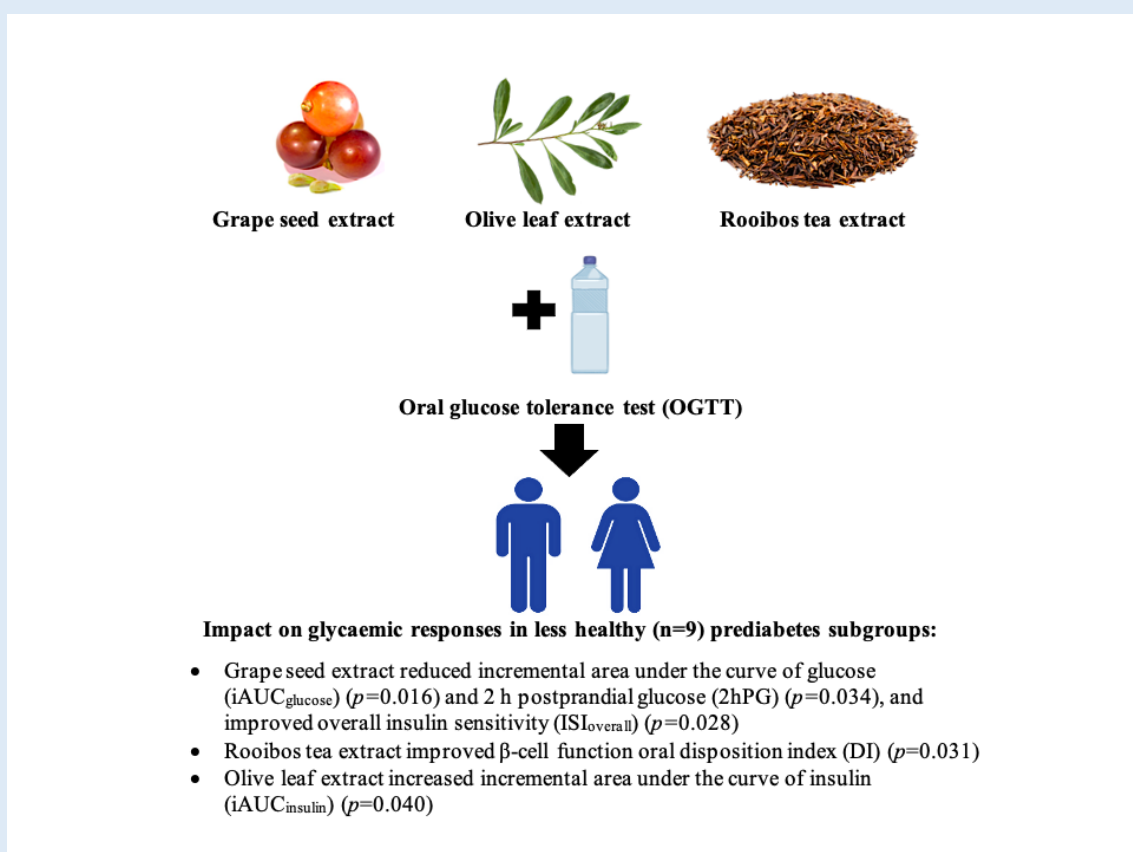 Grape seed extract
Olive leaf extract
Rooibos tea extract
Oral glucose tolerance test (OGTT)
Impact on glycaemic responses in less healthy (n=9) prediabetes subgroups:
• Grape seed extract reduced incremental area under the curve of glucose
(iAUCglucose) (p=0.016) and 2 h postprandial glucose (2hPG) (p=0.034), and
improved overall insulin sensitivity (ISIoverall) (p=0.028)
• Rooibos tea extract improved β-cell function oral disposition index (DI) (p=0.031)
• Olive leaf extract increased incremental area under the curve of insulin
(iAUCinsulin) (p=0.040)